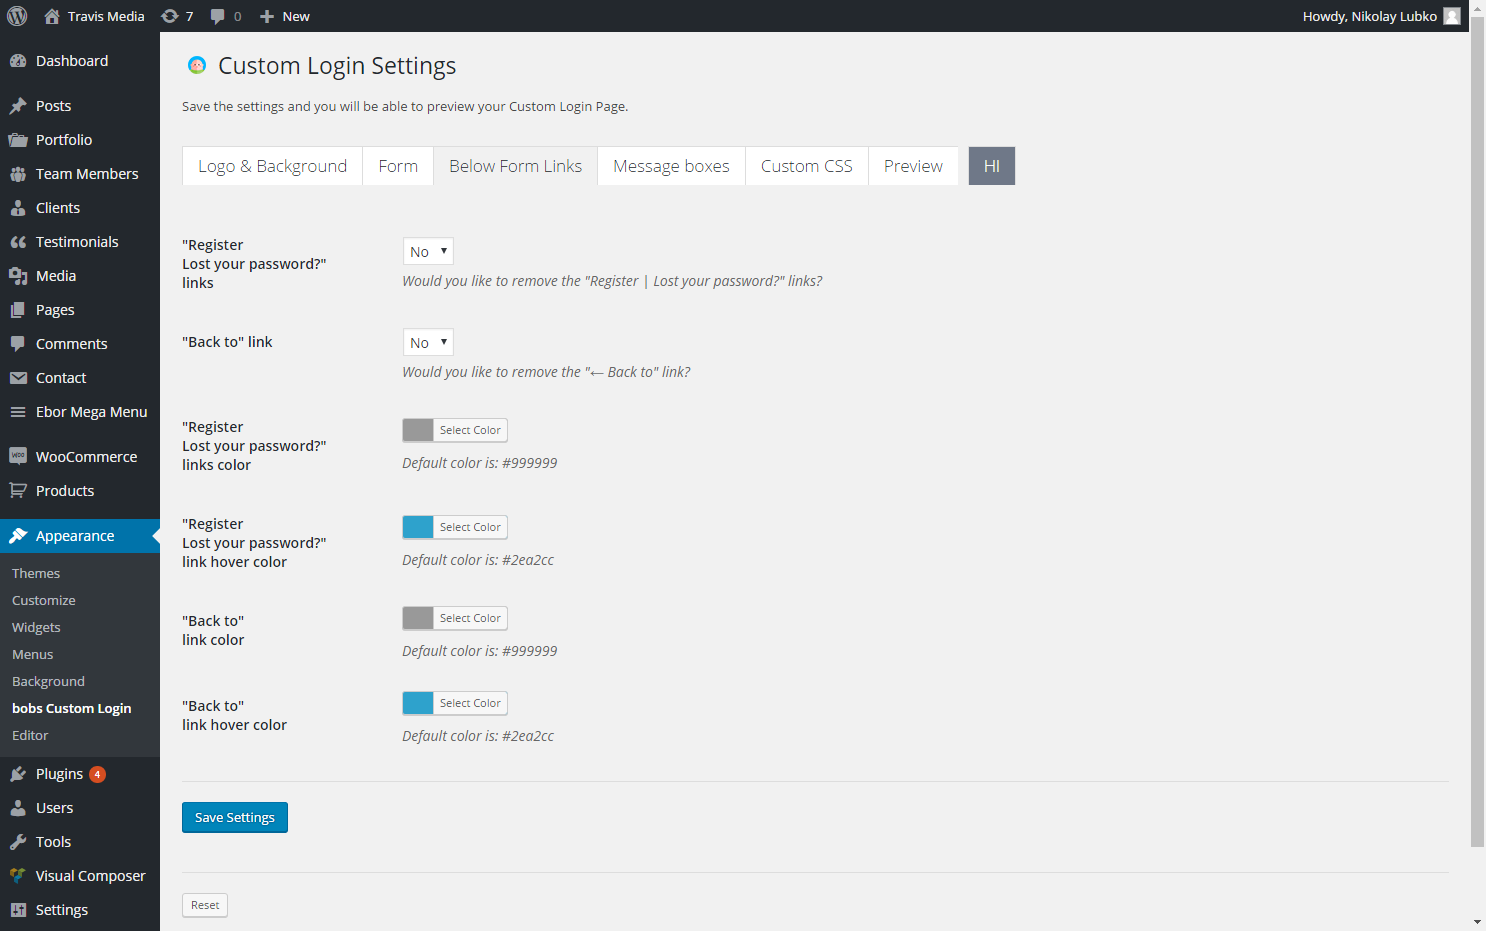 Travis Media
7
0
New
Howdy, Nikolay Lubko
Dashboard
Posts
Portfolio
Team Members
Clients
Testimonials
Media
Pages
Comments
Contact
Ebor Mega Menu
WooCommerce
Products
Appearance
Themes
Customize
Widgets
Menus
Background
bobs Custom Login
Editor
Plugins 4
Users
Tools
Visual Composer
Settings
Custom Login Settings
Save the settings and you will be able to preview your Custom Login Page.
Logo & Background
Form
Below Form Links
Message boxes
Custom CSS
Preview
HI
"Register
Lost your password?"
links
No
Would you like to remove the "Register | Lost your password?" links?
"Back to" link
No
Would you like to remove the "← Back to" link?
"Register
Lost your password?"
links color
Select Color
Default color is: #999999
"Register
Lost your password?"
link hover color
Select Color
Default color is: #2ea2cc
"Back to"
link color
Select Color
Default color is: #999999
"Back to"
link hover color
Select Color
Default color is: #2ea2cc
Save Settings
Reset